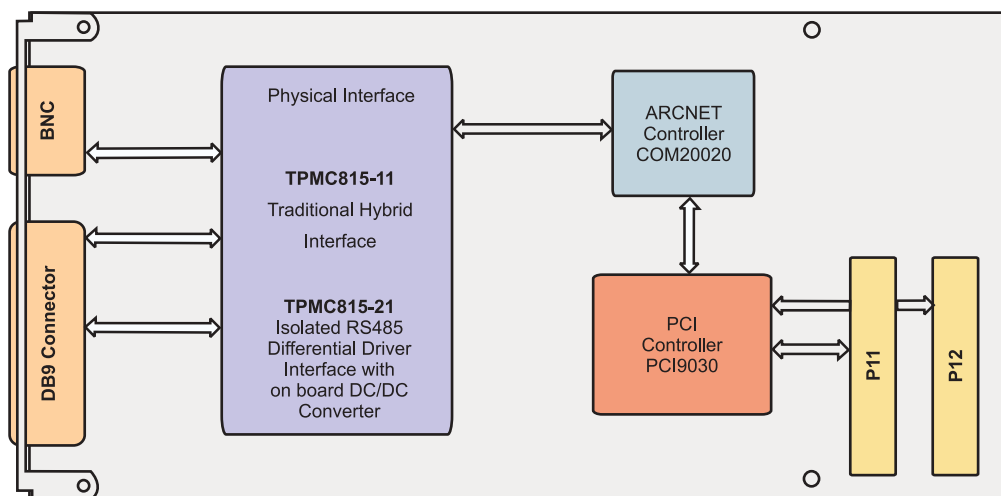 BNC
DB9 Connector
Physical Interface
TPMC815-11
Traditional Hybrid
Interface
TPMC815-21
Isolated RS485
Differential Driver
Interface with
on board DC/DC
Converter
ARCNET
Controller
COM20020
PCI
Controller
PCI9030
P11
P12